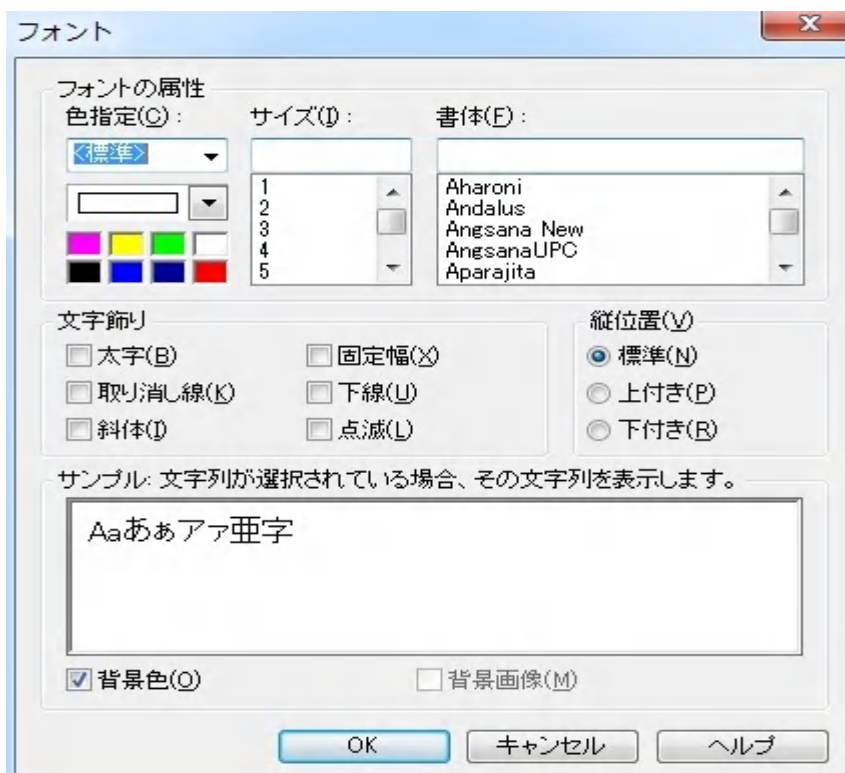 フォント
フォントの属性
色指定(C): サイズ(I): 書体(F):
<標準>
1
2
3
4
5
Aharoni
Andalus
Angsana New
AngsanaUPC
Aparajita
文字飾り
太字(B) 固定幅(X)
取り消し線(K) 下線(U)
斜体(I) 点滅(L)
縦位置(V)
標準(N)
上付き(P)
下付き(R)
サンプル: 文字列が選択されている場合、その文字列を表示します。
Aaあぁアァ亜字
背景色(O) 背景画像(M)
OK キャンセル ヘルプ